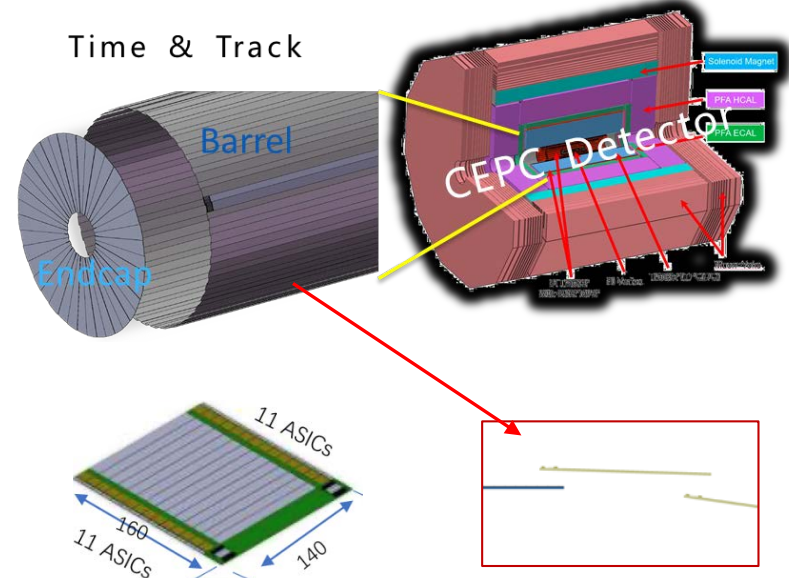 Time & Track
Barrel
Endcap
Solenoid Magnet
PFA HCAL
PFA ECAL
CEPC Detector
11 ASICs
160
11 ASICs
140